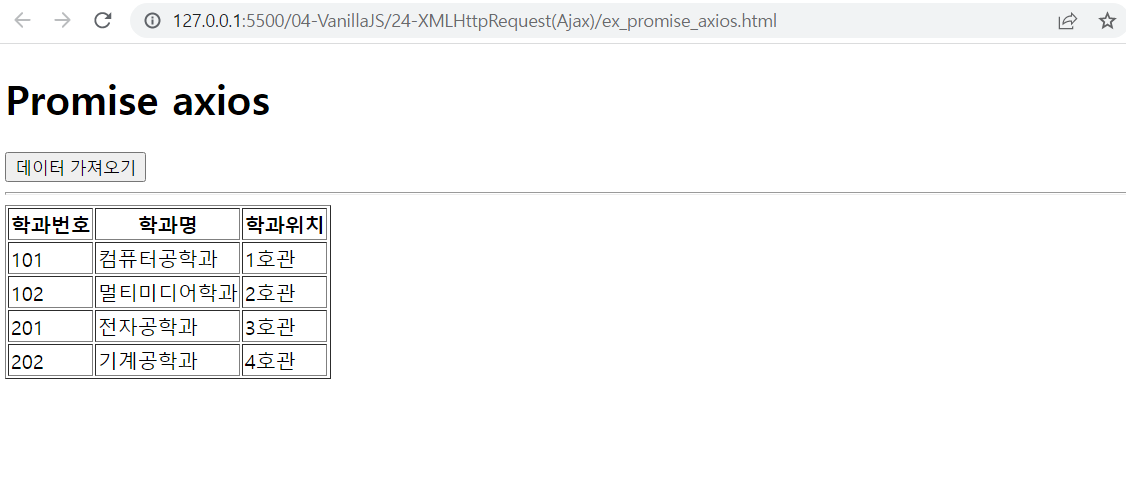 127.0.0.1:5500/04-VanillaJS/24-XMLHttpRequest(Ajax)/ex_promise_axios.html
Promise axios
데이터 가져오기
학과번호 학과명 학과위치
101 컴퓨터공학과 1호관
102 멀티미디어학과 2호관
201 전자공학과 3호관
202 기계공학과 4호관